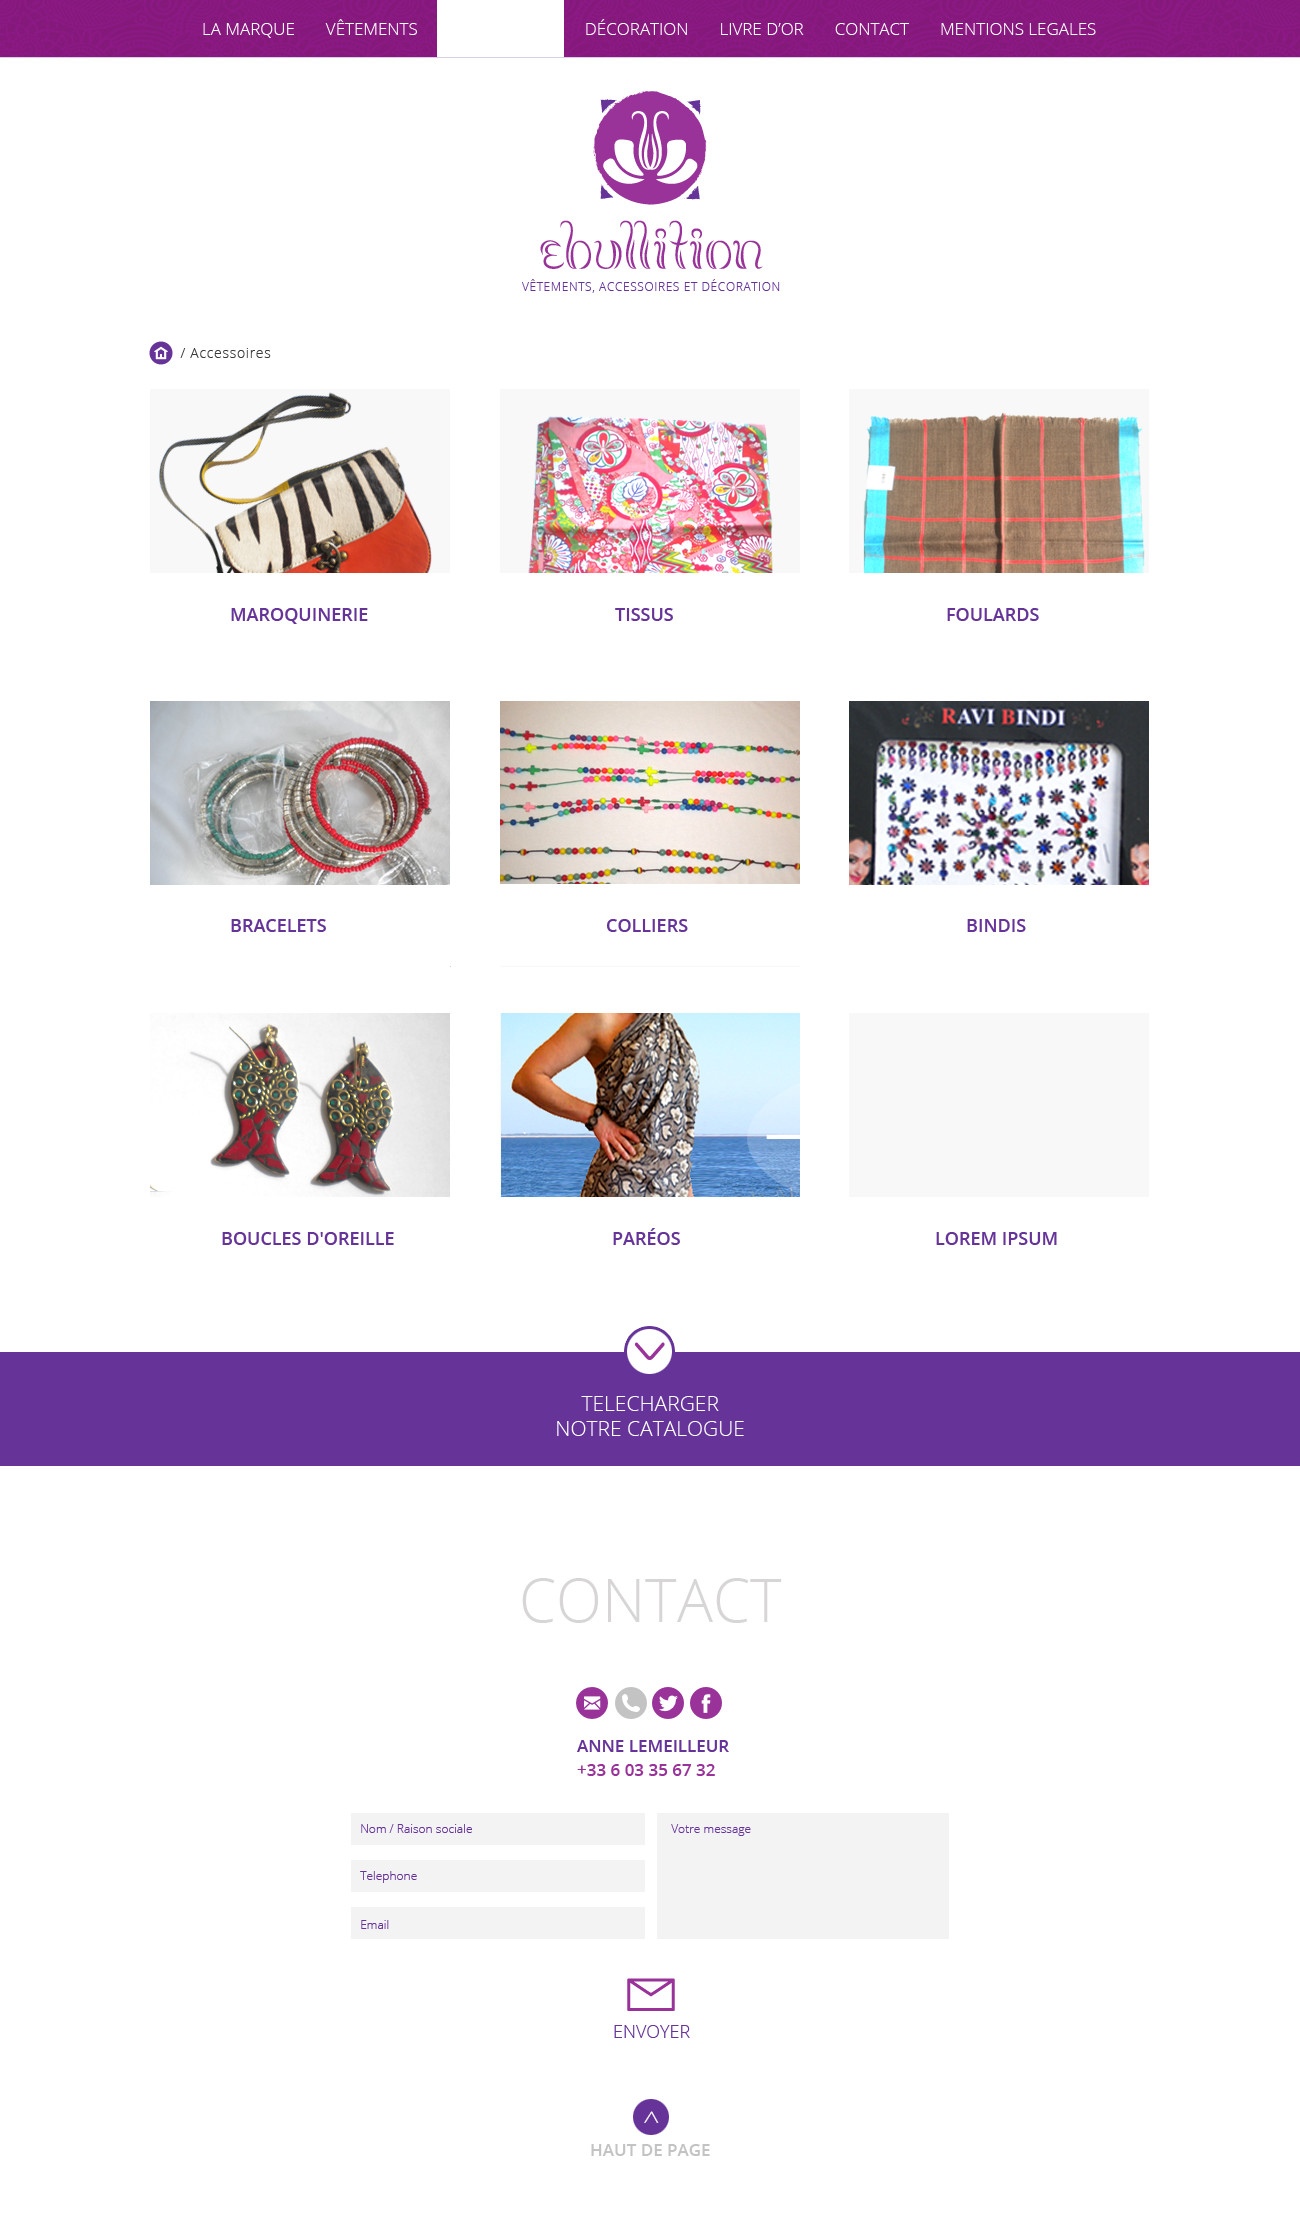 LA MARQUE VÊTEMENTS DÉCORATION LIVRE D'OR CONTACT MENTIONS LEGALES
ebullition
VÊTEMENTS, ACCESSOIRES ET DÉCORATION
/ Accessoires
MAROQUINERIE TISSUS FOULARDS
RAVI BINDI
BRACELETS COLLIERS BINDIS
BOUCLES D'OREILLE PARÉOS LOREM IPSUM
TELECHARGER
NOTRE CATALOGUE
CONTACT
ANNE LEMEILLEUR
+33 6 03 35 67 32
Nom / Raison sociale
Votre message
Telephone
Email
ENVOYER
HAUT DE PAGE